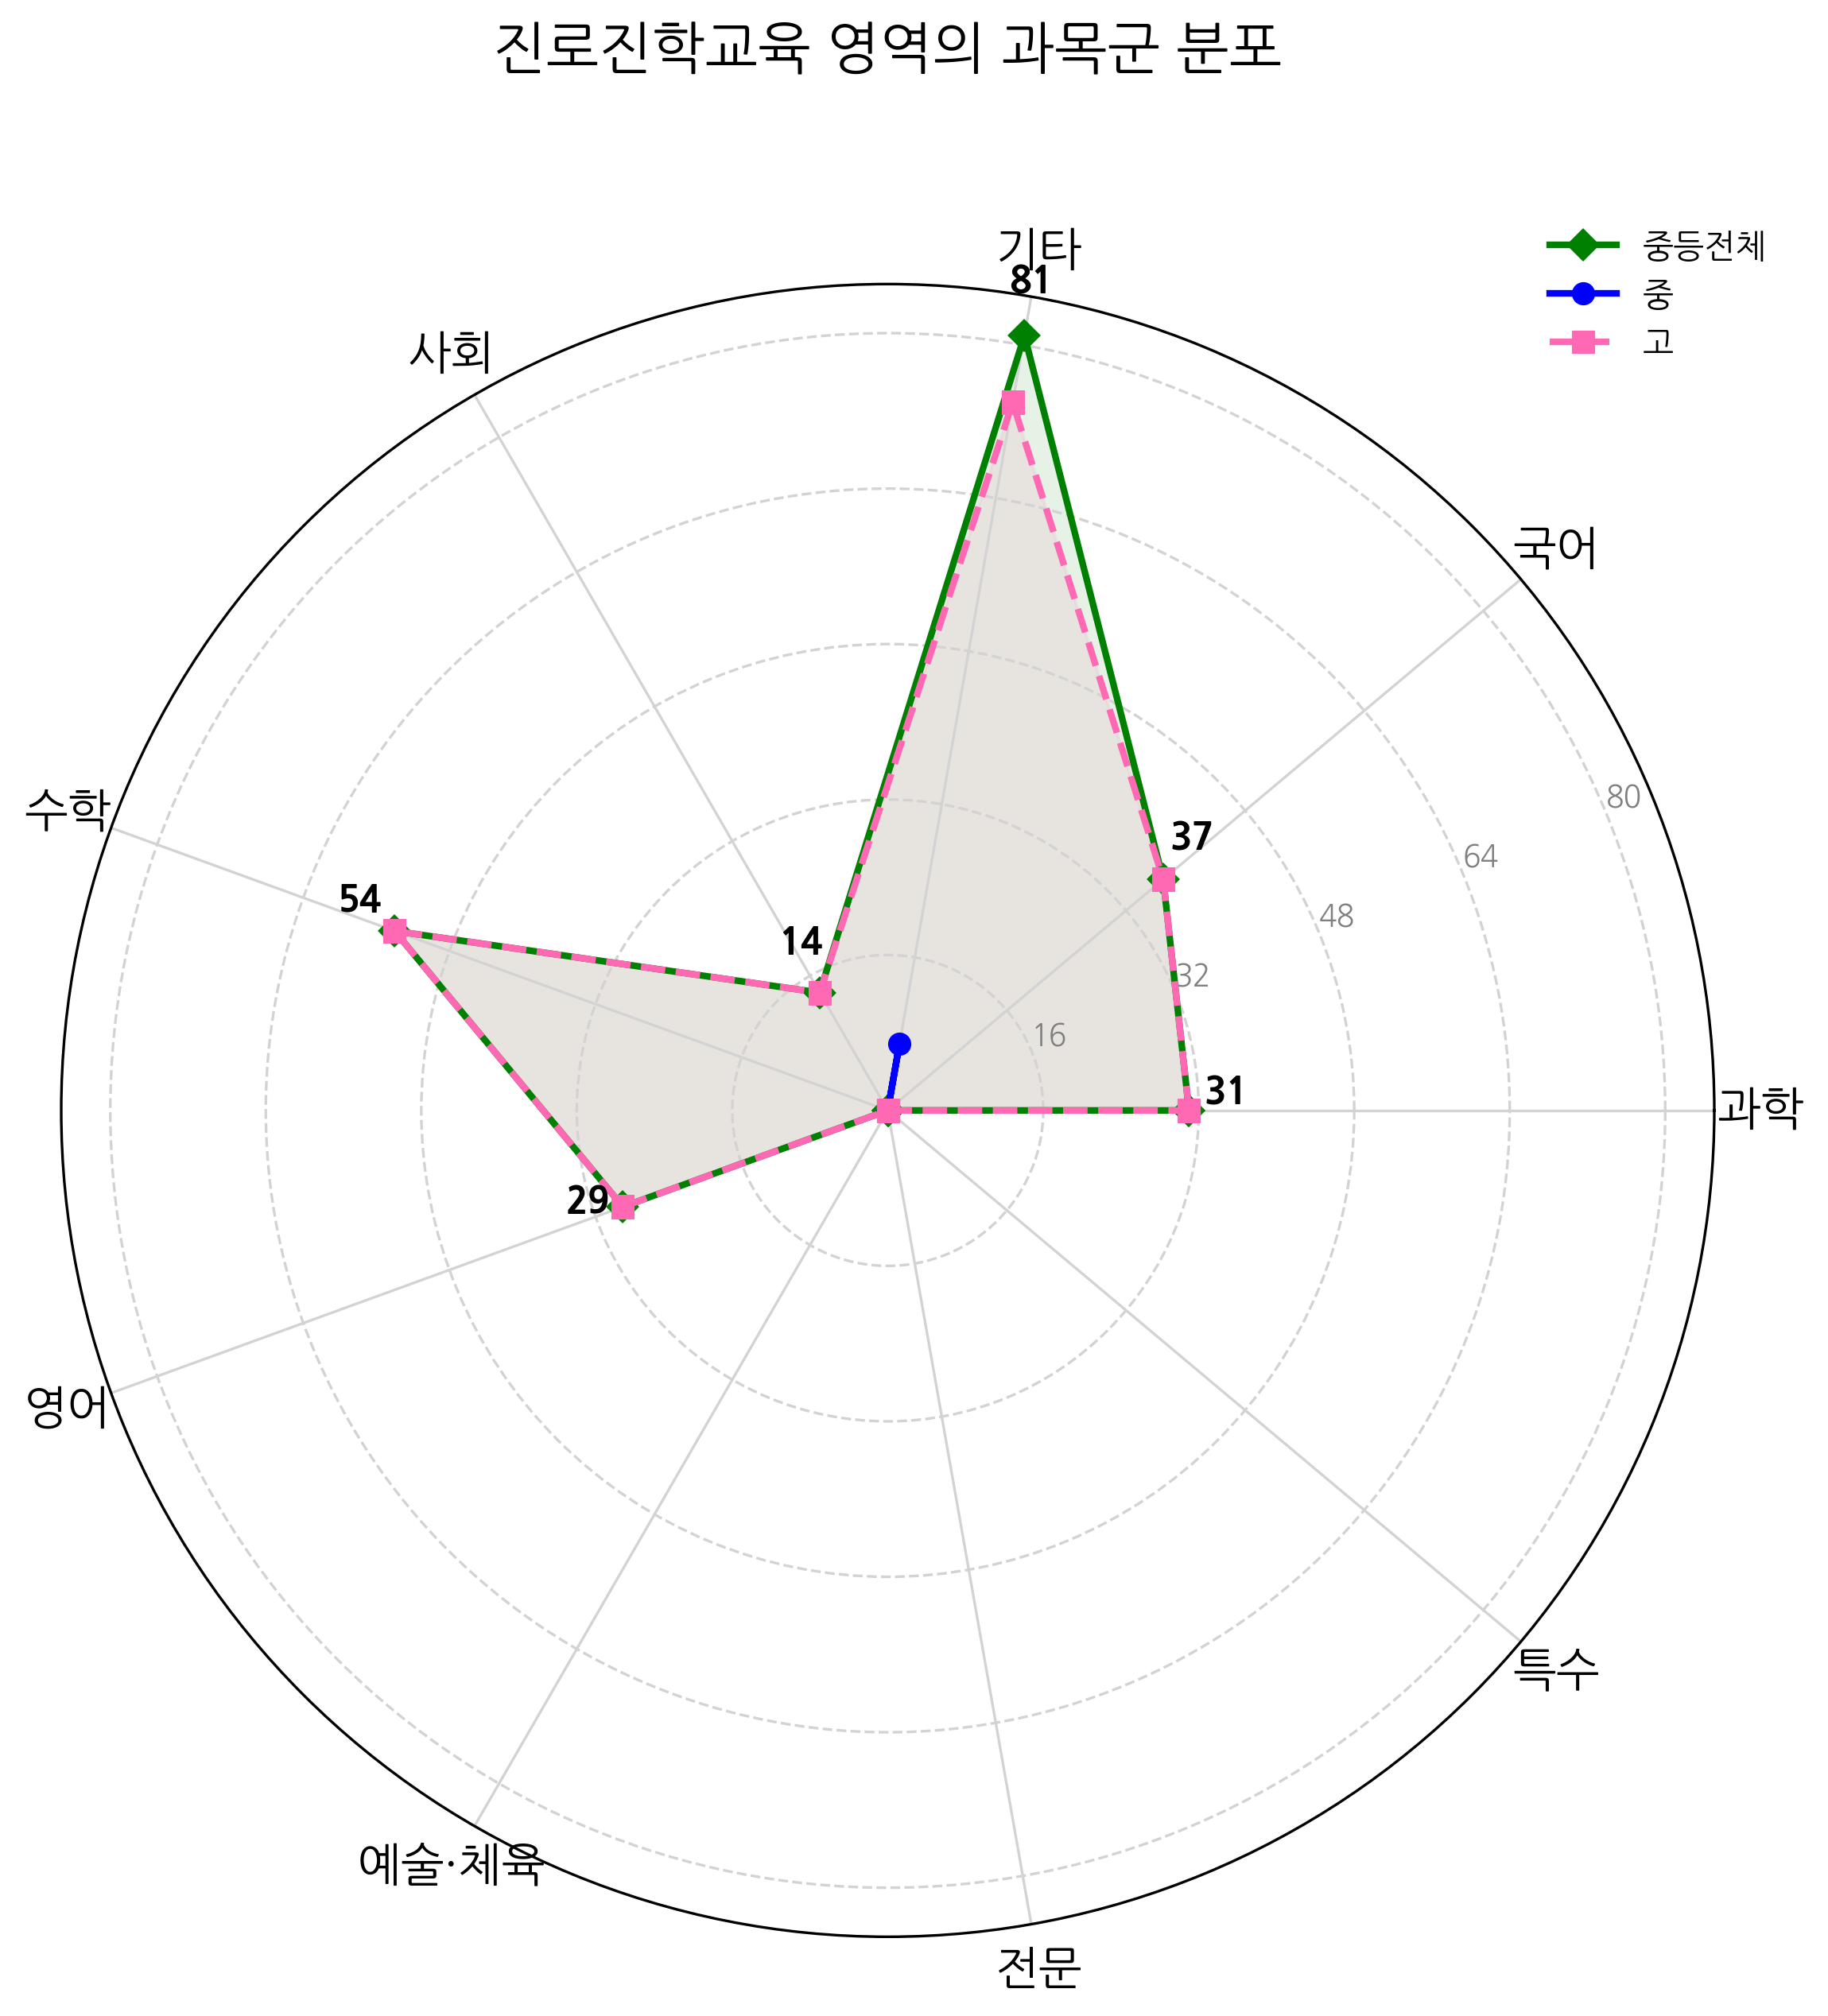 진로진학교육 영역의 과목군 분포
중등전체
중
고
기타
81
사회
국어
수학
80
37
64
54
48
14
32
16
31
과학
29
영어
특수
예술·체육
전문